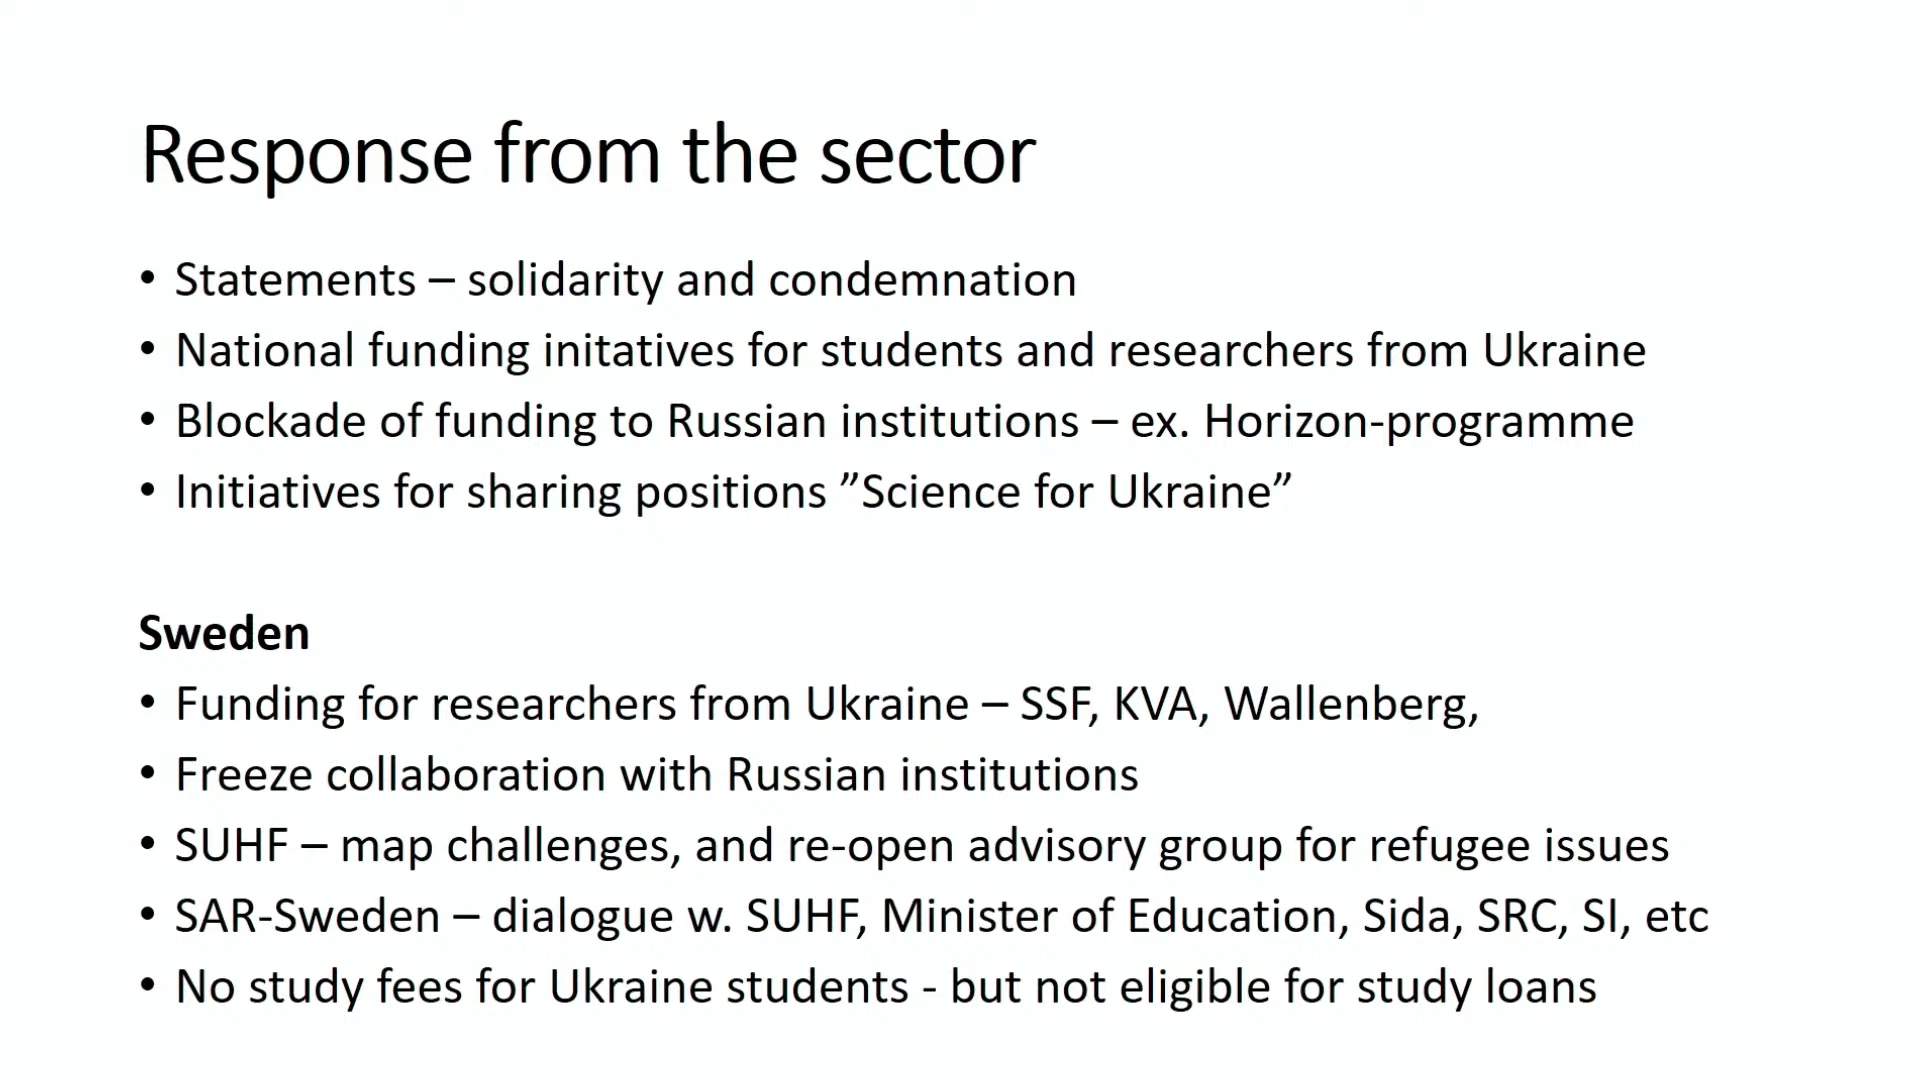 Response from the sector
• Statements – solidarity and condemnation
• National funding initatives for students and researchers from Ukraine
• Blockade of funding to Russian institutions – ex. Horizon-programme
• Initiatives for sharing positions ”Science for Ukraine”
Sweden
• Funding for researchers from Ukraine – SSF, KVA, Wallenberg,
• Freeze collaboration with Russian institutions
• SUHF – map challenges, and re-open advisory group for refugee issues
• SAR-Sweden – dialogue w. SUHF, Minister of Education, Sida, SRC, SI, etc
• No study fees for Ukraine students - but not eligible for study loans